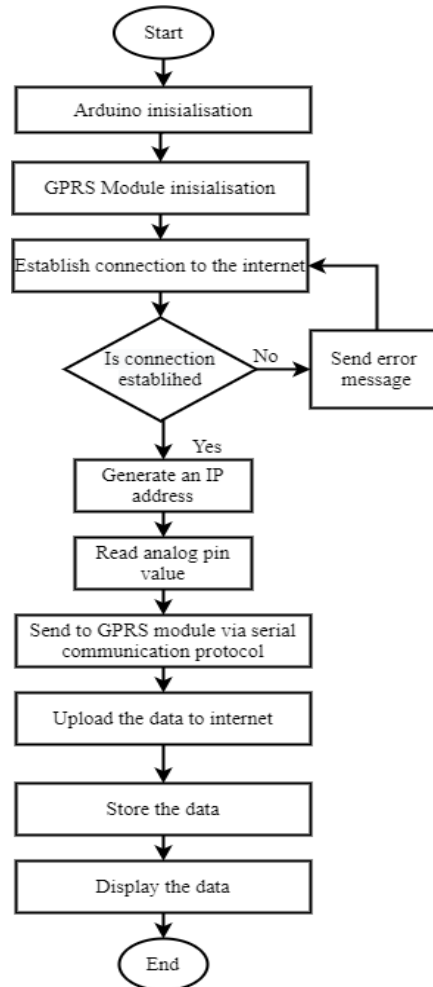 Start
Arduino inisialisation
GPRS Module inisialisation
Establish connection to the internet
Is connection
establihed
No
Send error
message
Yes
Generate an IP
address
Read analog pin
value
Send to GPRS module via serial
communication protocol
Upload the data to internet
Store the data
Display the data
End